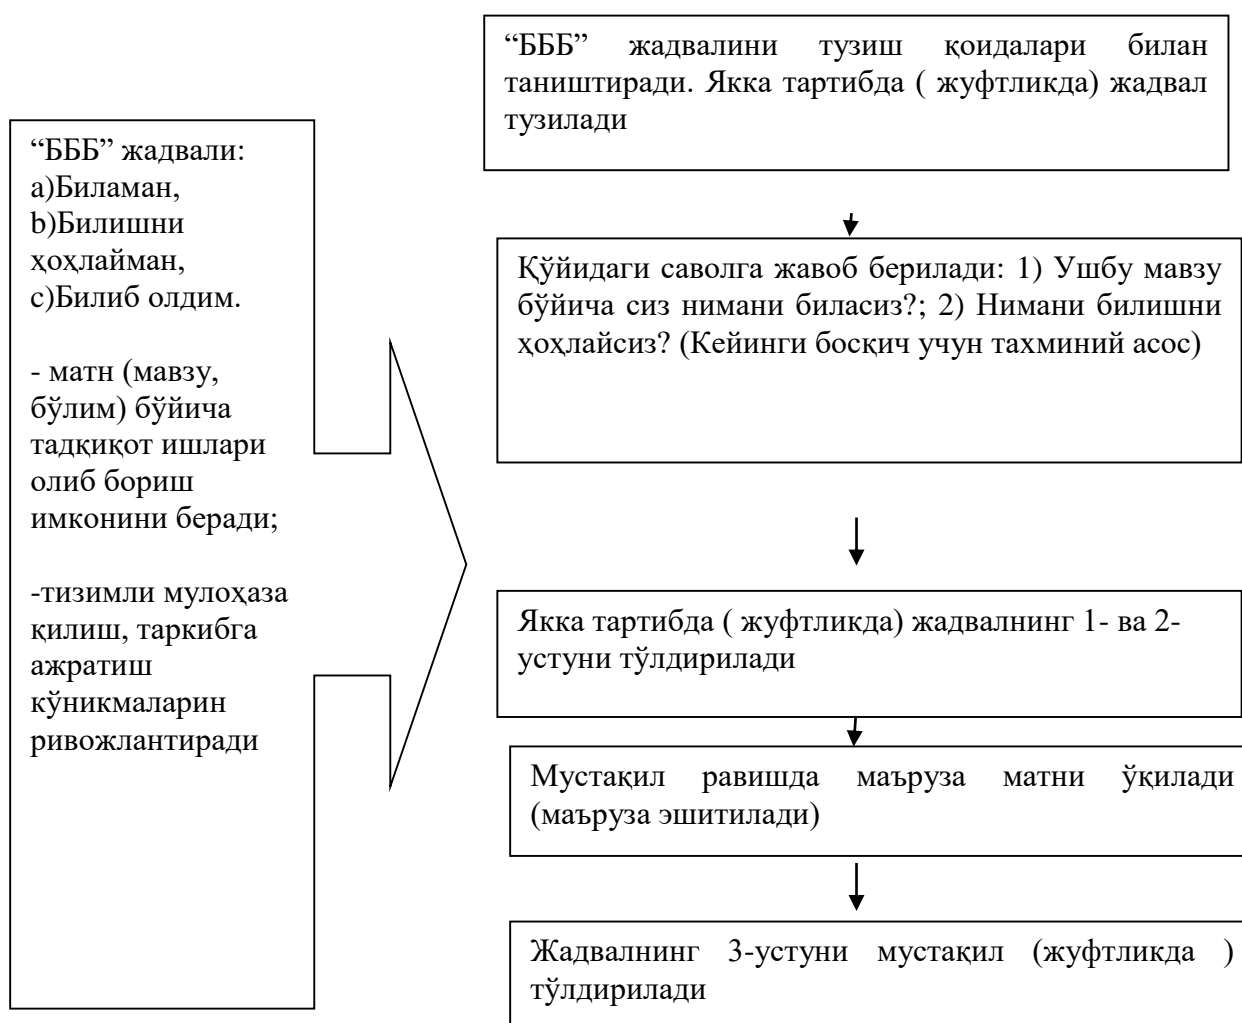 “БББ” жадвали:
a)Биламан,
b)Билишни
ҳоҳлайман,
c)Билиб олдим.
- матн (мавзу,
бўлим) бўйича
тадқиқот ишлари
олиб бориш
имконини беради;
-тизимли мулоҳаза
қилиш, таркибга
ажратиш
кўникмаларин
ривожлантиради
“БББ” жадвалини тузиш қоидалари билан
таништиради. Якка тартибда ( жуфтликда) жадвал
тузилади
Қўйидаги саволга жавоб берилади: 1) Ушбу мавзу
бўйича сиз нимани биласиз?; 2) Нимани билишни
ҳоҳлайсиз? (Кейинги босқич учун тахминий асос)
Якка тартибда ( жуфтликда) жадвалнинг 1- ва 2-
устуни тўлдирилади
Мустақил равишда маъруза матни ўқилади
(маъруза эшитилади)
Жадвалнинг 3-устуни мустақил (жуфтликда )
тўлдирилади